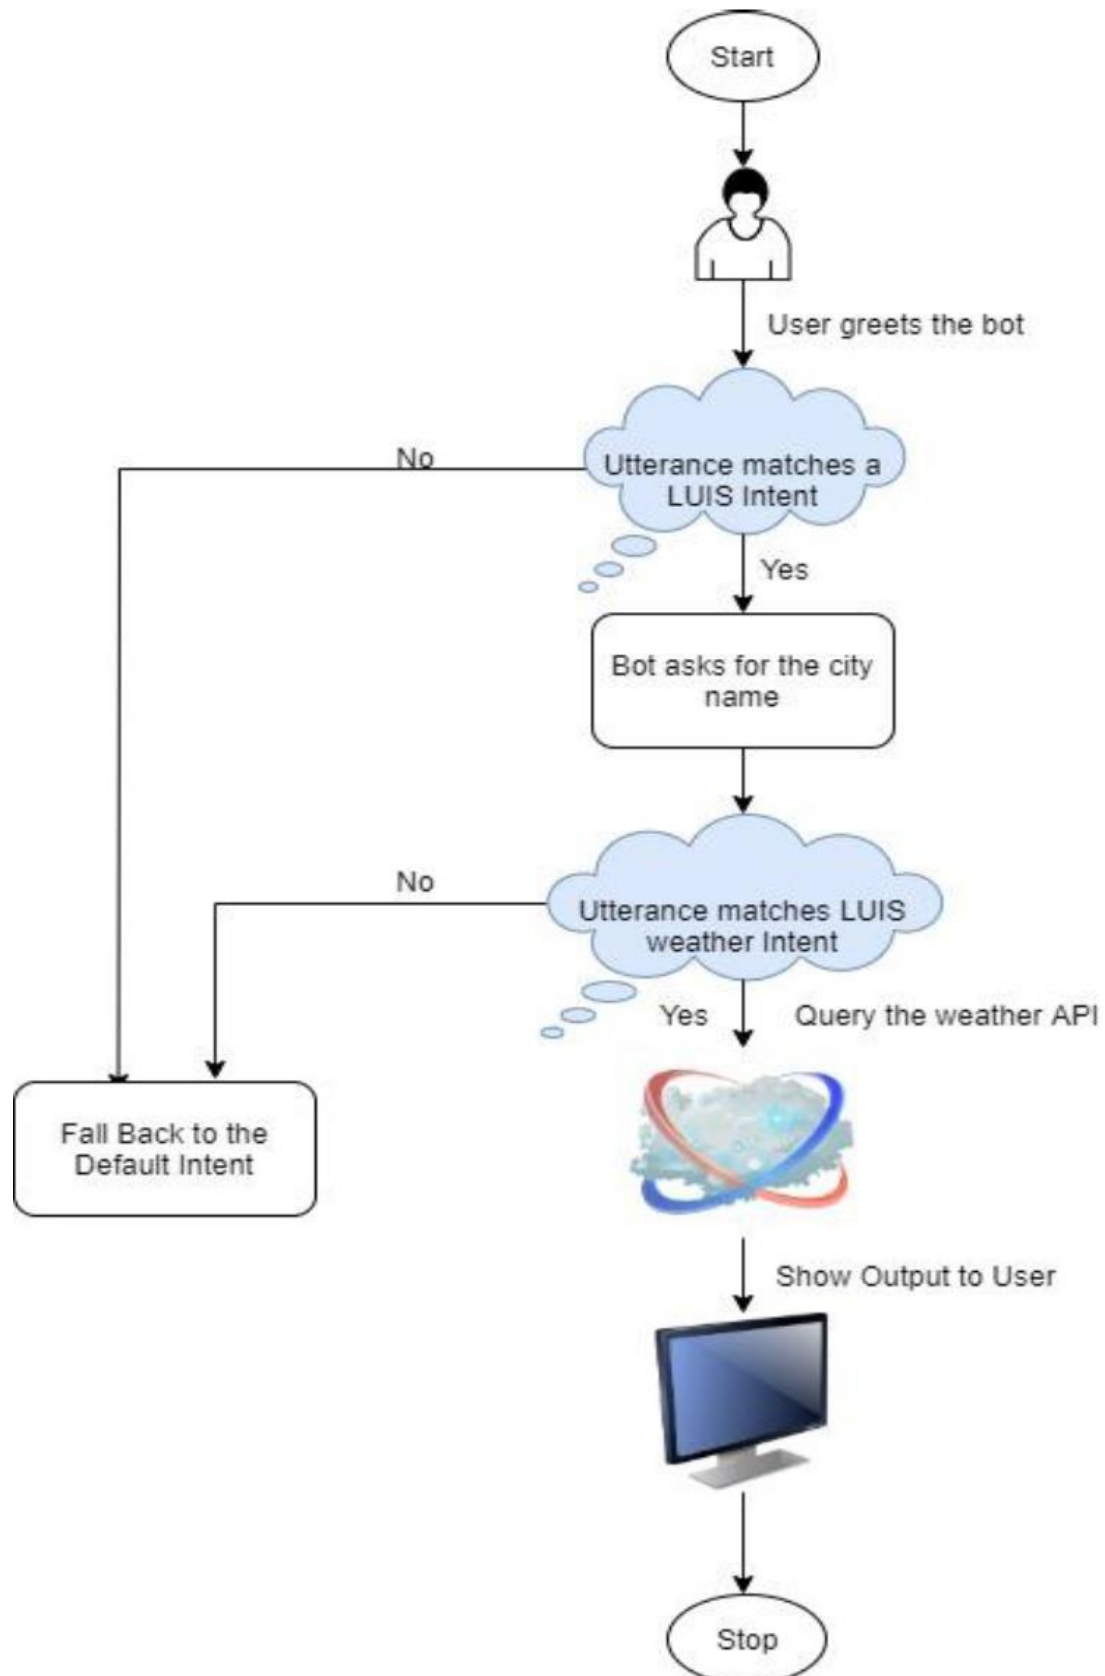 Start
User greets the bot
No
Utterance matches a
LUIS Intent
Yes
Bot asks for the city
name
No
Utterance matches LUIS
weather Intent
Yes
Query the weather API
Fall Back to the
Default Intent
Show Output to User
Stop